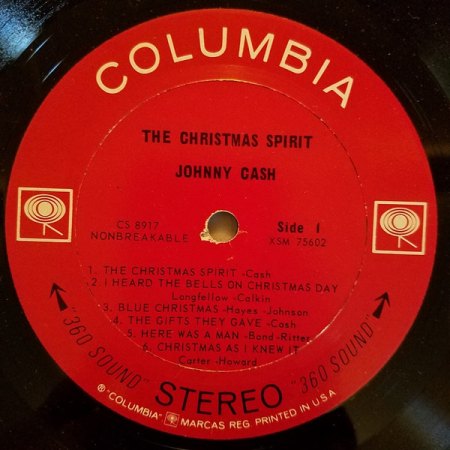 COLUMBIA
THE CHRISTMAS SPIRIT
JOHNNY CASH
CS 8917
NONBREAKABLE
Side 1
XSM 75602
1. THE CHRISTMAS SPIRIT -Cash
2. I HEARD THE BELLS ON CHRISTMAS DAY
Longfellow -Calkin
3. BLUE CHRISTMAS -Hayes -Johnson
4. THE GIFTS THEY GAVE -Cash
5. HERE WAS A MAN -Bond -Ritter
6. CHRISTMAS AS I KNEW IT
Carter -Howard
"360 SOUND" STEREO "360 SOUND"
® "COLUMBIA" MARCAS REG. PRINTED IN U.S.A.